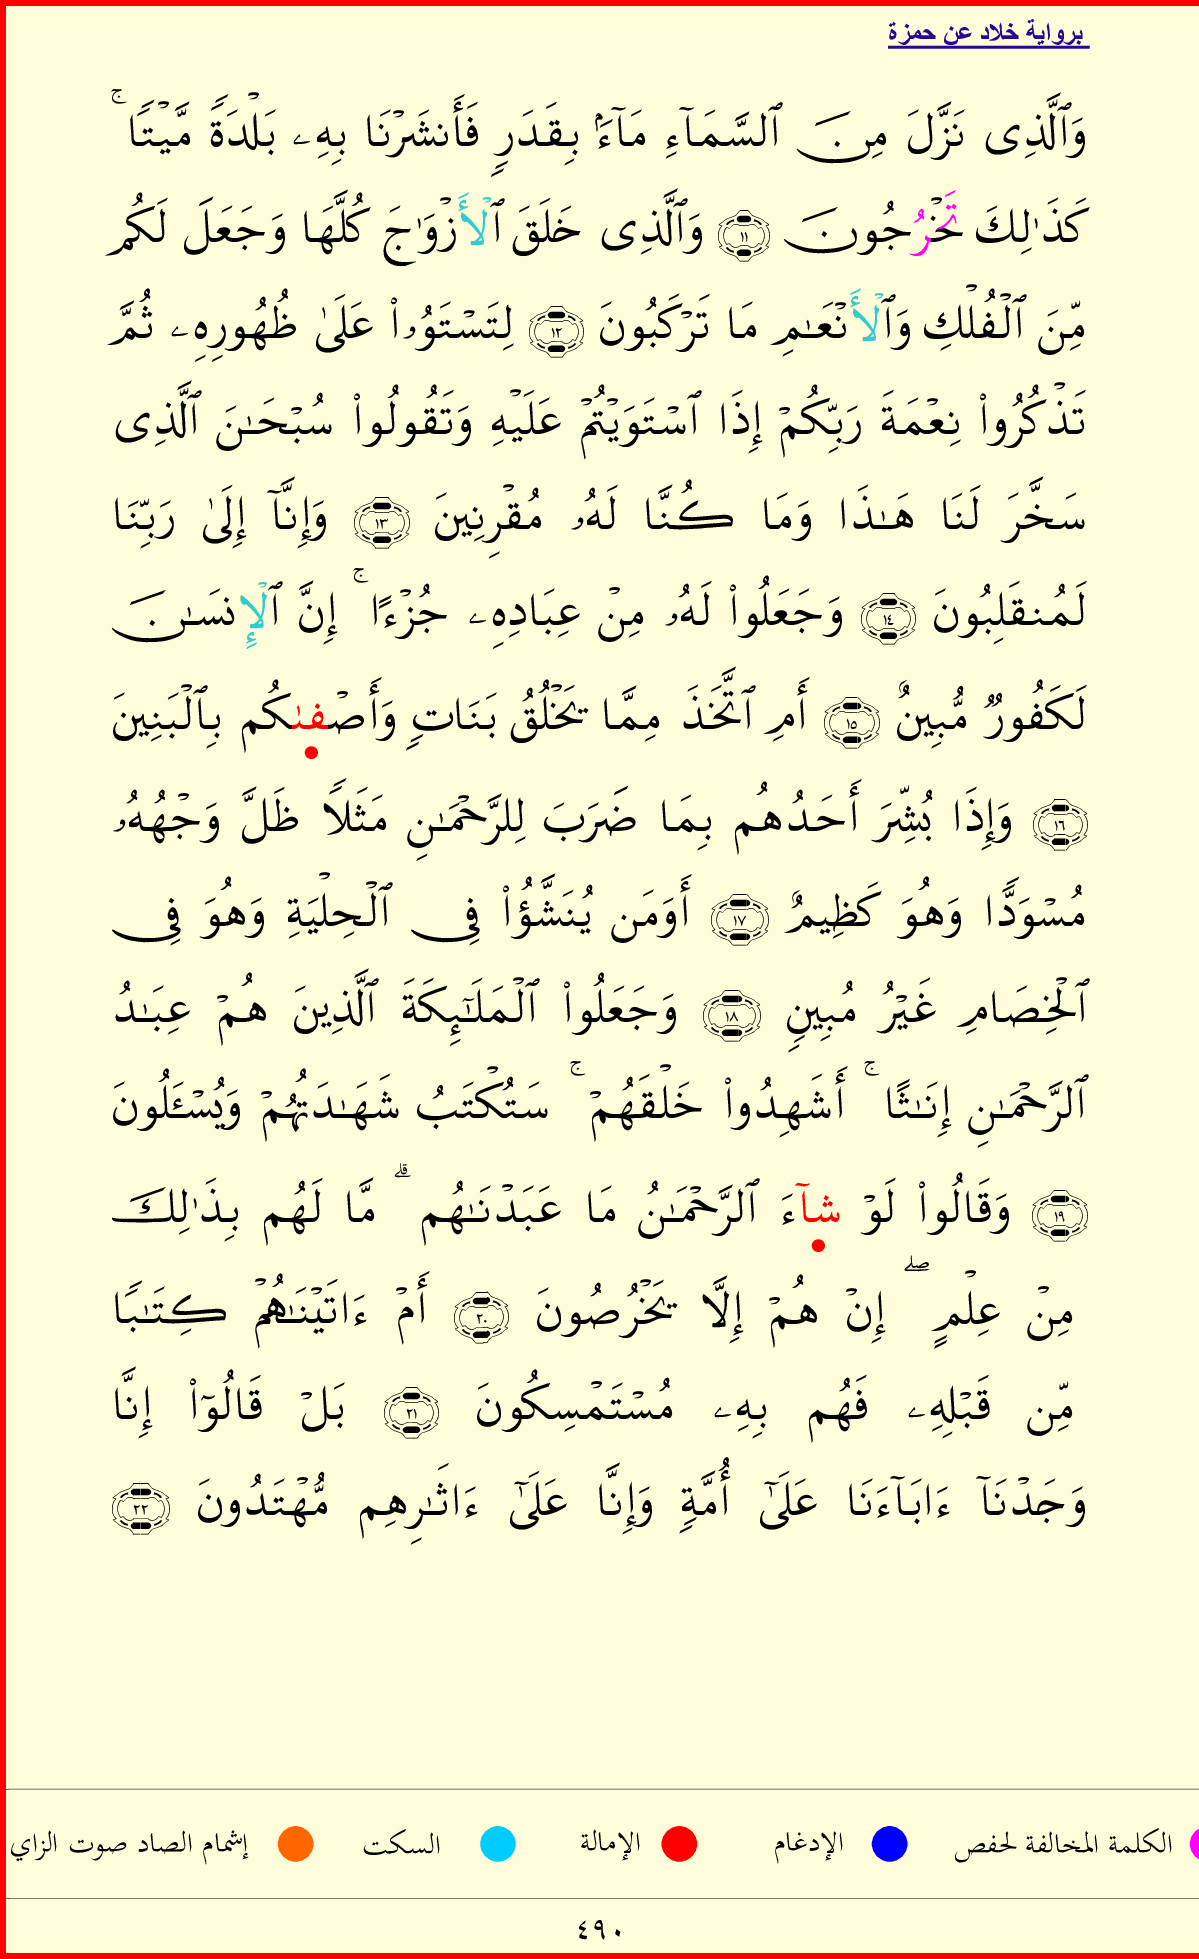 برواية خلاد عن حمزة
وَٱلَّذِى نَزَّلَ مِنَ ٱلسَّمَآءِ مَآءَۢ بِقَدَرٍ فَأَنشَرْنَا بِهِۦ بَلْدَةً مَّيْتًا ۚ
كَذَٰلِكَ تَخْرُجُونَ ١١ وَٱلَّذِى خَلَقَ ٱلْأَزْوَٰجَ كُلَّهَا وَجَعَلَ لَكُم
مِّنَ ٱلْفُلْكِ وَٱلْأَنْعَـٰمِ مَا تَرْكَبُونَ ١٢ لِتَسْتَوُۥا۟ عَلَىٰ ظُهُورِهِۦ ثُمَّ
تَذْكُرُوا۟ نِعْمَةَ رَبِّكُمْ إِذَا ٱسْتَوَيْتُمْ عَلَيْهِ وَتَقُولُوا۟ سُبْحَـٰنَ ٱلَّذِى
سَخَّرَ لَنَا هَـٰذَا وَمَا كُنَّا لَهُۥ مُقْرِنِينَ ١٣ وَإِنَّآ إِلَىٰ رَبِّنَا
لَمُنقَلِبُونَ ١٤ وَجَعَلُوا۟ لَهُۥ مِنْ عِبَادِهِۦ جُزْءًا ۚ إِنَّ ٱلْإِنسَـٰنَ
لَكَفُورٌ مُّبِينٌ ١٥ أَمِ ٱتَّخَذَ مِمَّا يَخْلُقُ بَنَاتٍ وَأَصْفىٰكُم بِٱلْبَنِينَ
١٦ وَإِذَا بُشِّرَ أَحَدُهُم بِمَا ضَرَبَ لِلرَّحْمَـٰنِ مَثَلًا ظَلَّ وَجْهُهُۥ
مُسْوَدًّا وَهُوَ كَظِيمٌ ١٧ أَوَمَن يُنَشَّؤُا۟ فِى ٱلْحِلْيَةِ وَهُوَ فِى
ٱلْخِصَامِ غَيْرُ مُبِينٍ ١٨ وَجَعَلُوا۟ ٱلْمَلَـٰٓئِكَةَ ٱلَّذِينَ هُمْ عِبَـٰدُ
ٱلرَّحْمَـٰنِ إِنَـٰثًا ۚ أَشَهِدُوا۟ خَلْقَهُمْ ۚ سَتُكْتَبُ شَهَـٰدَتُهُمْ وَيُسْـَٔلُونَ
١٩ وَقَالُوا۟ لَوْ شآءَ ٱلرَّحْمَـٰنُ مَا عَبَدْنَـٰهُم ۗ مَّا لَهُم بِذَٰلِكَ
مِنْ عِلْمٍ ۖ إِنْ هُمْ إِلَّا يَخْرُصُونَ ٢٠ أَمْ ءَاتَيْنَـٰهُمْ كِتَـٰبًا
مِّن قَبْلِهِۦ فَهُم بِهِۦ مُسْتَمْسِكُونَ ٢١ بَلْ قَالُوٓا۟ إِنَّا
وَجَدْنَآ ءَابَآءَنَا عَلَىٰٓ أُمَّةٍ وَإِنَّا عَلَىٰٓ ءَاثَـٰرِهِم مُّهْتَدُونَ ٢٢
الكلمة المخالفة لحفص الإدغام الإمالة السكت إشمام الصاد صوت الزاي
٤٩٠